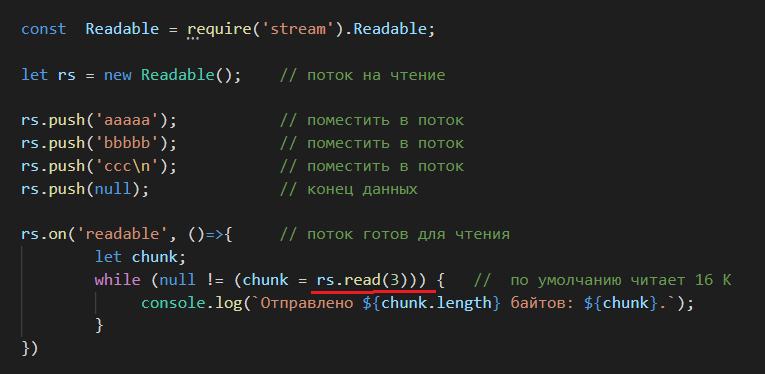 const  Readable = require('stream').Readable;
let rs = new Readable();    // поток на чтение
rs.push('aaaaa');           // поместить в поток
rs.push('bbbbb');           // поместить в поток
rs.push('ccc\n');           // поместить в поток
rs.push(null);              // конец данных
rs.on('readable', ()=>{     // поток готов для чтения
        let chunk;
        while (null != (chunk = rs.read(3))) {   //  по умолчанию читает 16 К
            console.log(`Отправлено ${chunk.length} байтов: ${chunk}.`);
        }
})